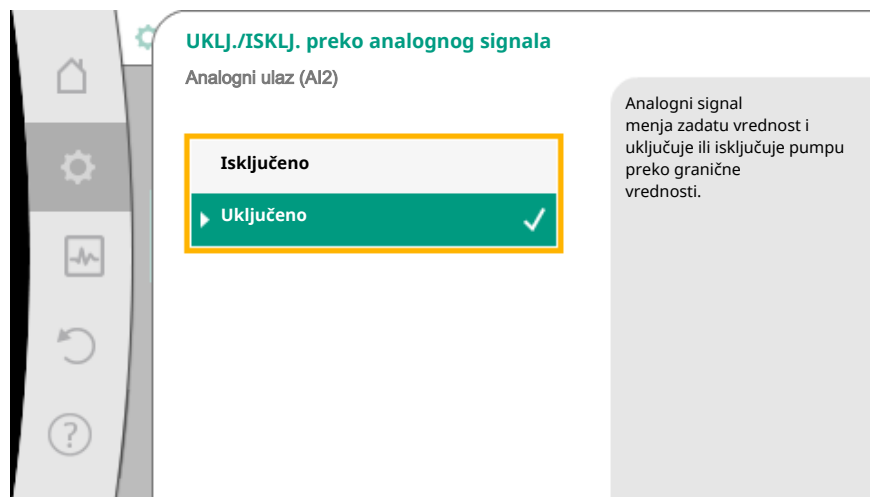 UKLJ./ISKLJ. preko analognog signala
Analogni ulaz (AI2)
Isključeno
Uključeno
Analogni signal
menja zadatu vrednost i
uključuje ili isključuje pumpu
preko granične
vrednosti.
?